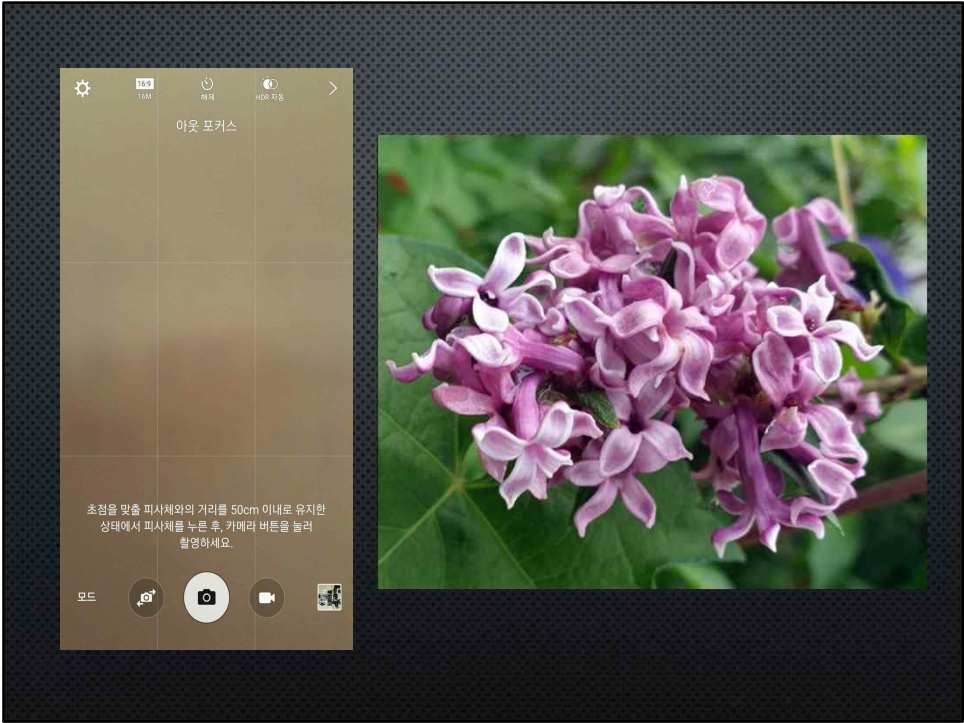 16:9
16M
해제
HDR 자동
아웃 포커스
초점을 맞출 피사체와의 거리를 50cm 이내로 유지한
상태에서 피사체를 누른 후, 카메라 버튼을 눌러
촬영하세요.
모드